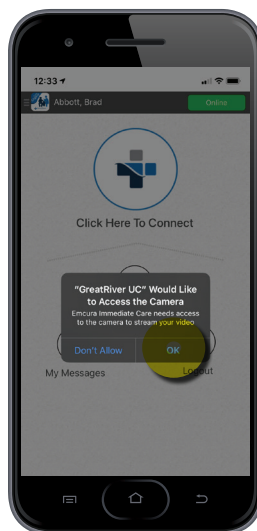 12:33
Abbott, Brad
Online
Click Here To Connect
"GreatRiver UC" Would Like
to Access the Camera
Emcura Immediate Care needs access
to the camera to stream your video
Don't Allow
OK
My Messages
Logout